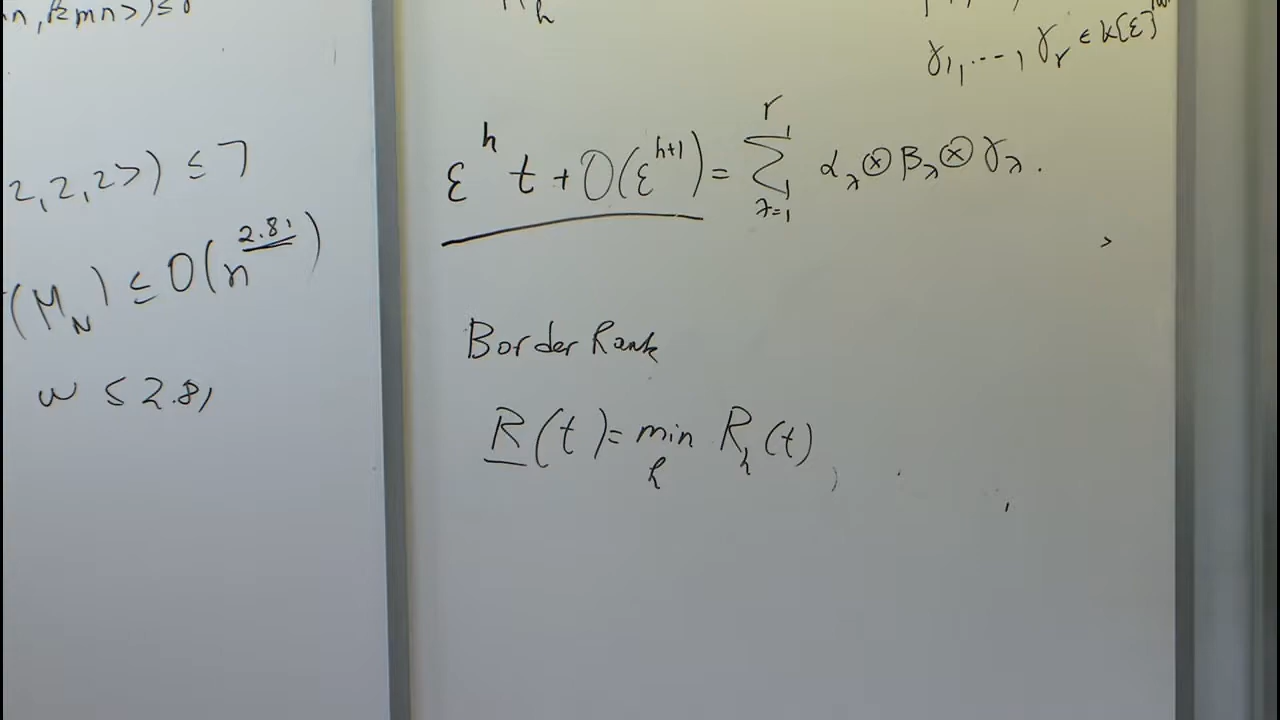 n, kmn>) ≤
2,2,2>) ≤ 7
(M_N) ≤ O(n^{2.81})
ω ≤ 2.81
h
γ_1, ..., γ_r ∈ k[ε]
ε^h t + O(ε^{h+1}) = ∑_{λ=1}^{r} α_λ ⊗ β_λ ⊗ γ_λ.
Border Rank
R(t) = min_h R_h(t)